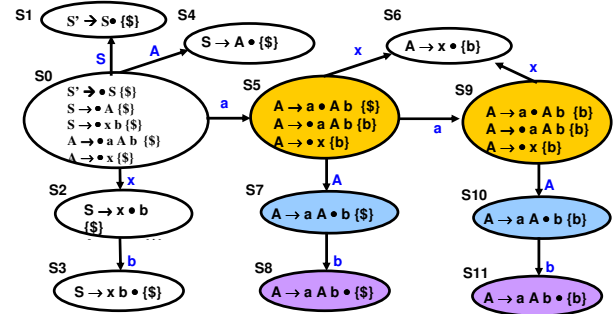 S1
S' → S• {$}
S4
S → A • {$}
S6
A → x • {b}
S
A
x
x
S0
S' → • S {$}
S → • A {$}
S → • x b {$}
A → • a A b {$}
A → • x {$}
a
S5
A → a • A b {$}
A → • a A b {b}
A → • x {b}
a
S9
A → a • A b {b}
A → • a A b {b}
A → • x {b}
x
A
A
S2
S → x • b
{$}
S7
A → a A • b {$}
S10
A → a A • b {b}
b
b
b
S3
S → x b • {$}
S8
A → a A b • {$}
S11
A → a A b • {b}